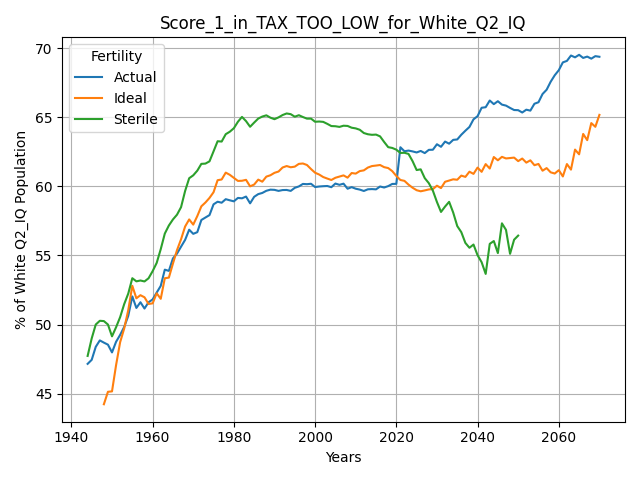 Score_1_in_TAX_TOO_LOW_for_White_Q2_IQ
Fertility
Actual
Ideal
Sterile
% of White Q2_IQ Population
70
65
60
55
50
45
1940 1960 1980 2000 2020 2040 2060
Years